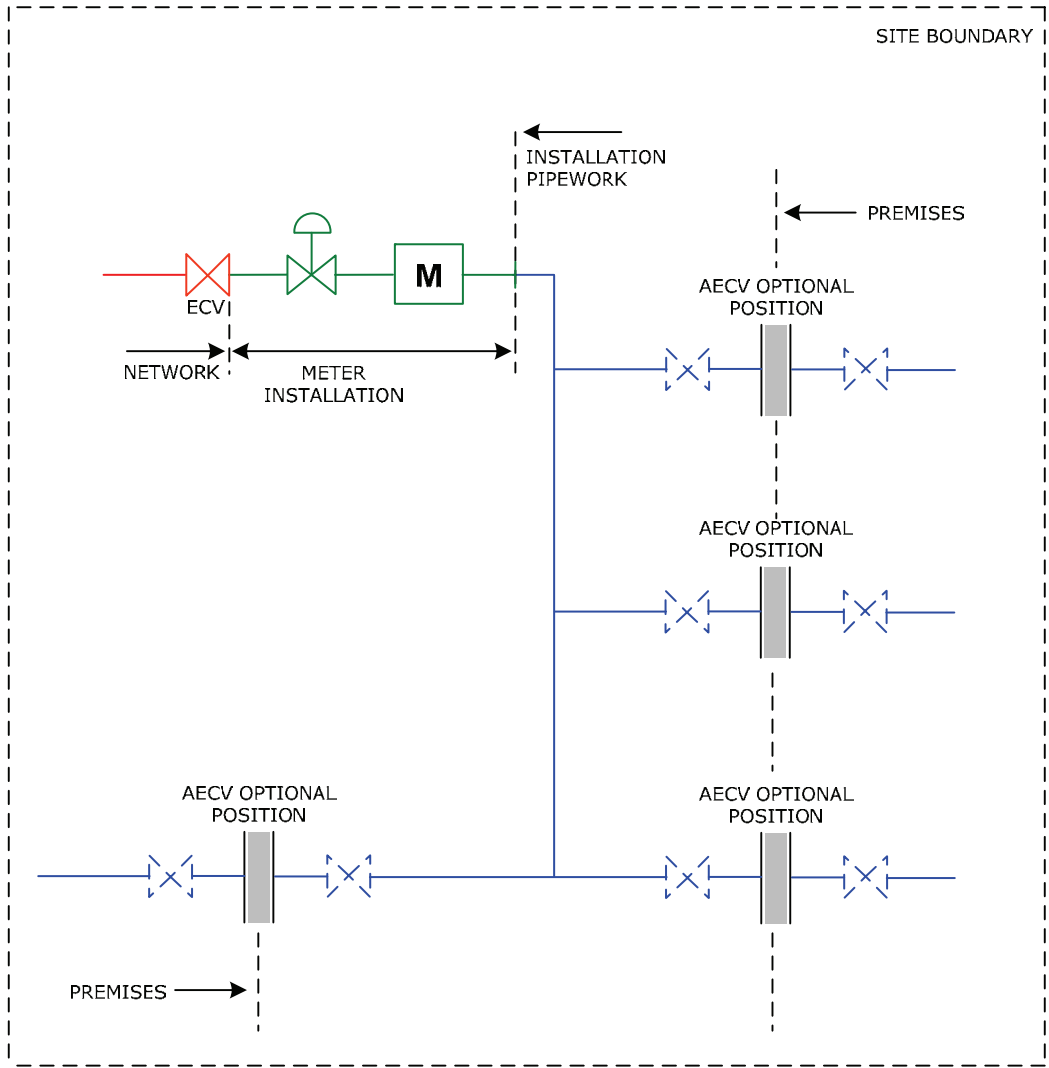 SITE BOUNDARY
INSTALLATION
PIPEWORK
PREMISES
M
ECV
AECV OPTIONAL
POSITION
NETWORK
METER
INSTALLATION
AECV OPTIONAL
POSITION
AECV OPTIONAL
POSITION
AECV OPTIONAL
POSITION
PREMISES